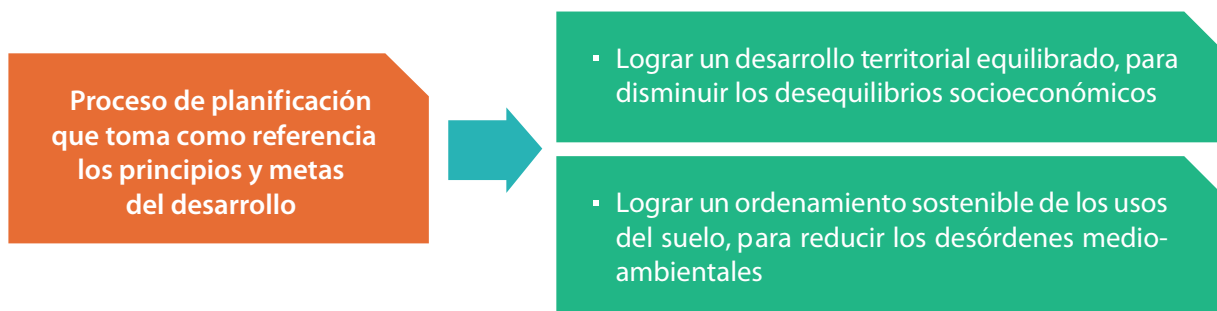 Proceso de planificación
que toma como referencia
los principios y metas
del desarrollo
▪ Lograr un desarrollo territorial equilibrado, para
disminuir los desequilibrios socioeconómicos
▪ Lograr un ordenamiento sostenible de los usos
del suelo, para reducir los desórdenes medio-
ambientales